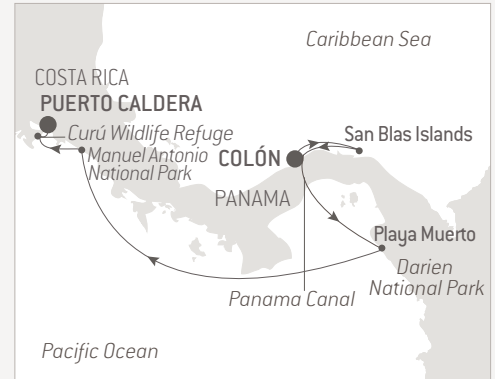 Caribbean Sea
COSTA RICA
PUERTO CALDERA
Curú Wildlife Refuge
Manuel Antonio
National Park
COLÓN
San Blas Islands
PANAMA
Playa Muerto
Darien
National Park
Panama Canal
Pacific Ocean